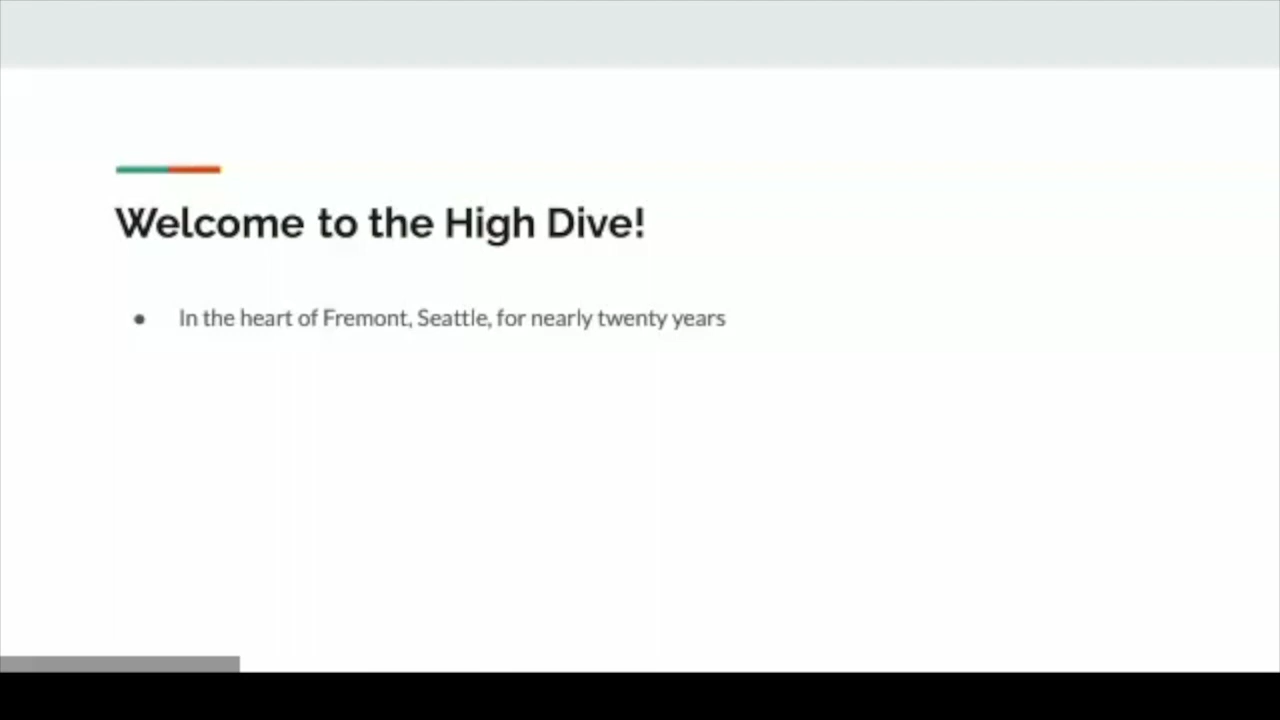 Welcome to the High Dive!
● In the heart of Fremont, Seattle, for nearly twenty years